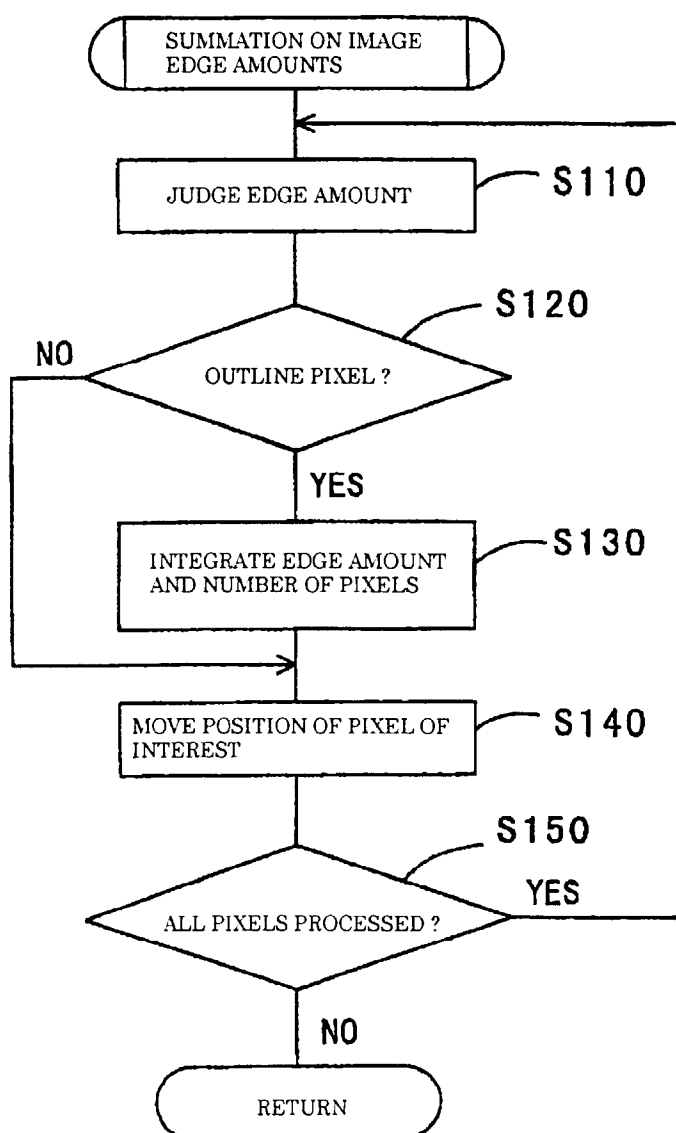 SUMMATION ON IMAGE
EDGE AMOUNTS
JUDGE EDGE AMOUNT
S110
S120
NO
OUTLINE PIXEL ?
YES
S130
INTEGRATE EDGE AMOUNT
AND NUMBER OF PIXELS
S140
MOVE POSITION OF PIXEL OF
INTEREST
S150
YES
ALL PIXELS PROCESSED ?
NO
RETURN